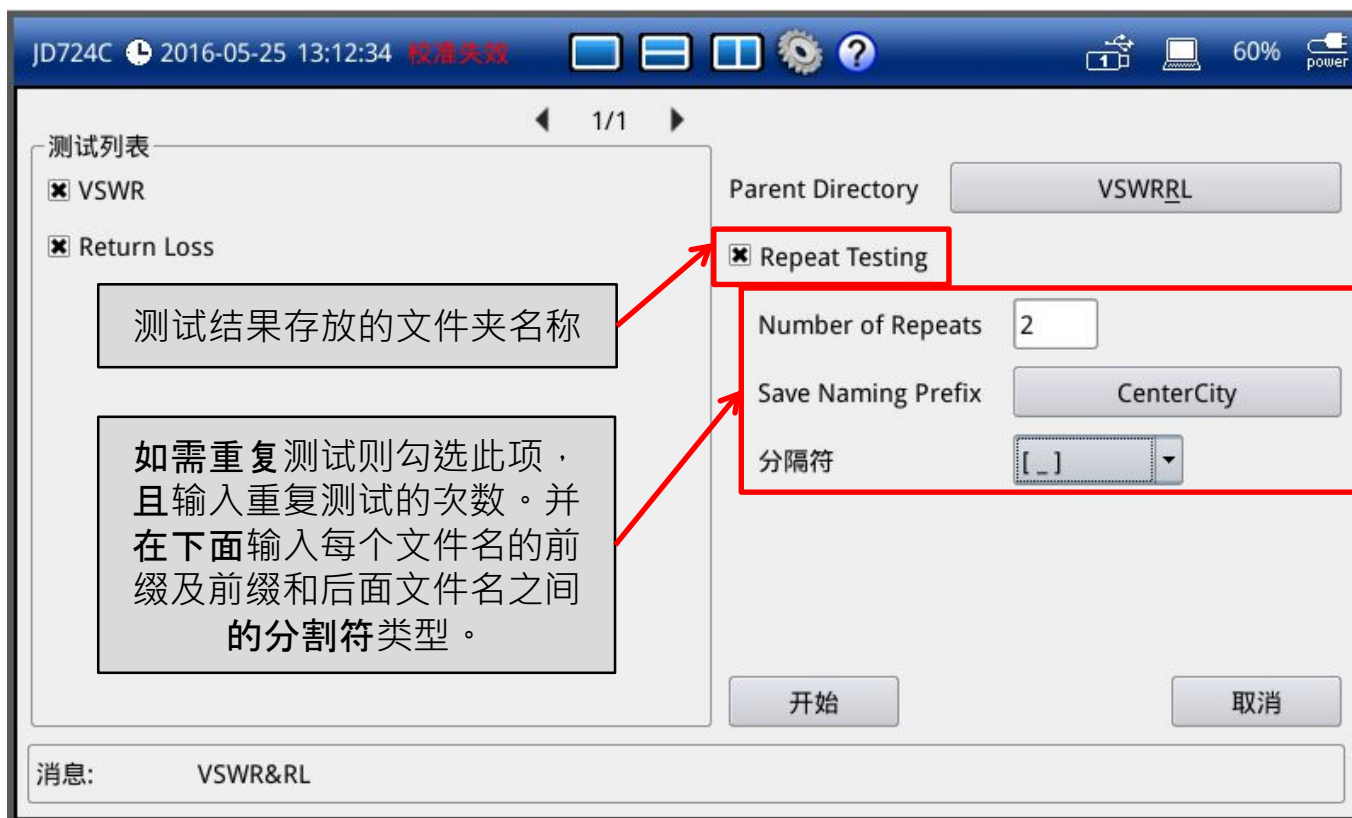 JD724C 2016-05-25 13:12:34 校准失效 60% power
1
1/1
测试列表
VSWR
Return Loss
测试结果存放的文件夹名称
如需重复测试则勾选此项，
且输入重复测试的次数。并
在下面输入每个文件名的前
缀及前缀和后面文件名之间
的分割符类型。
Parent Directory VSWRRL
Repeat Testing
Number of Repeats 2
Save Naming Prefix CenterCity
分隔符 [ _ ]
开始 取消
消息: VSWR&RL